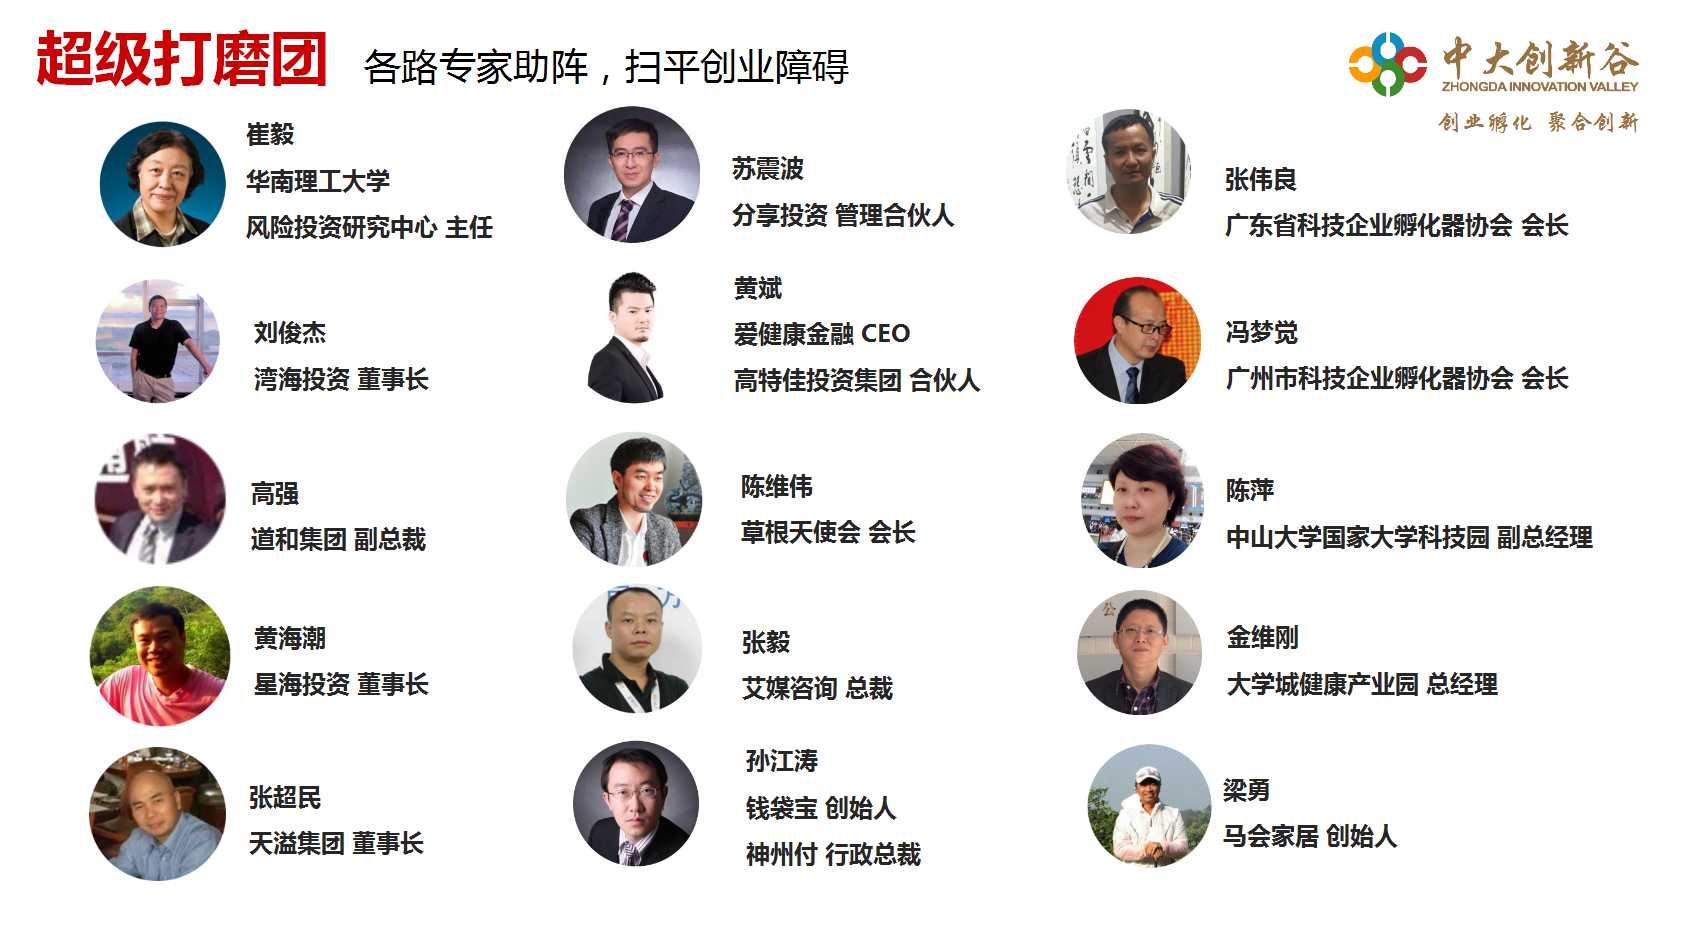 超级打磨团 各路专家助阵，扫平创业障碍
中大创新谷
ZHONGDA INNOVATION VALLEY
创业孵化 聚合创新
崔毅
华南理工大学
风险投资研究中心 主任
苏震波
分享投资 管理合伙人
张伟良
广东省科技企业孵化器协会 会长
刘俊杰
湾海投资 董事长
黄斌
爱健康金融 CEO
高特佳投资集团 合伙人
冯梦觉
广州市科技企业孵化器协会 会长
高强
道和集团 副总裁
陈维伟
草根天使会 会长
陈萍
中山大学国家大学科技园 副总经理
黄海潮
星海投资 董事长
张毅
艾媒咨询 总裁
金维刚
大学城健康产业园 总经理
张超民
天溢集团 董事长
孙江涛
钱袋宝 创始人
神州付 行政总裁
梁勇
马会家居 创始人